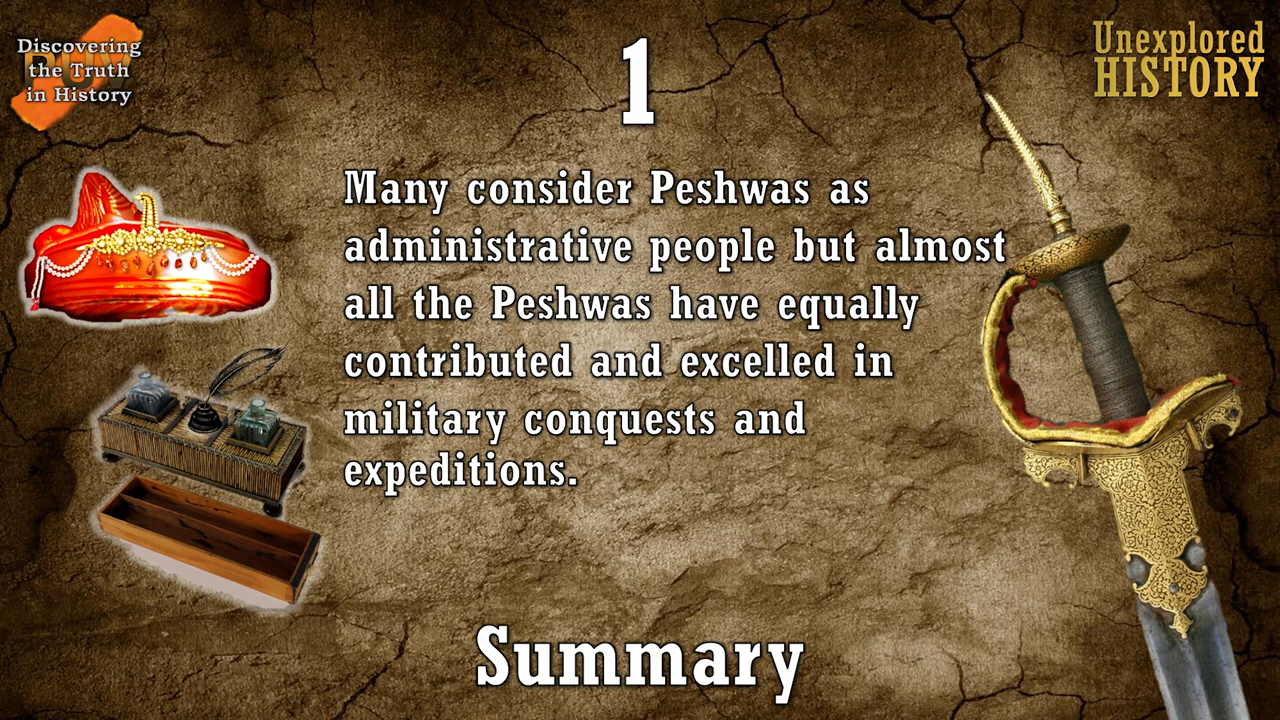 Discovering
the Truth
in History
1
Unexplored
HISTORY
Many consider Peshwas as
administrative people but almost
all the Peshwas have equally
contributed and excelled in
military conquests and
expeditions.
Summary